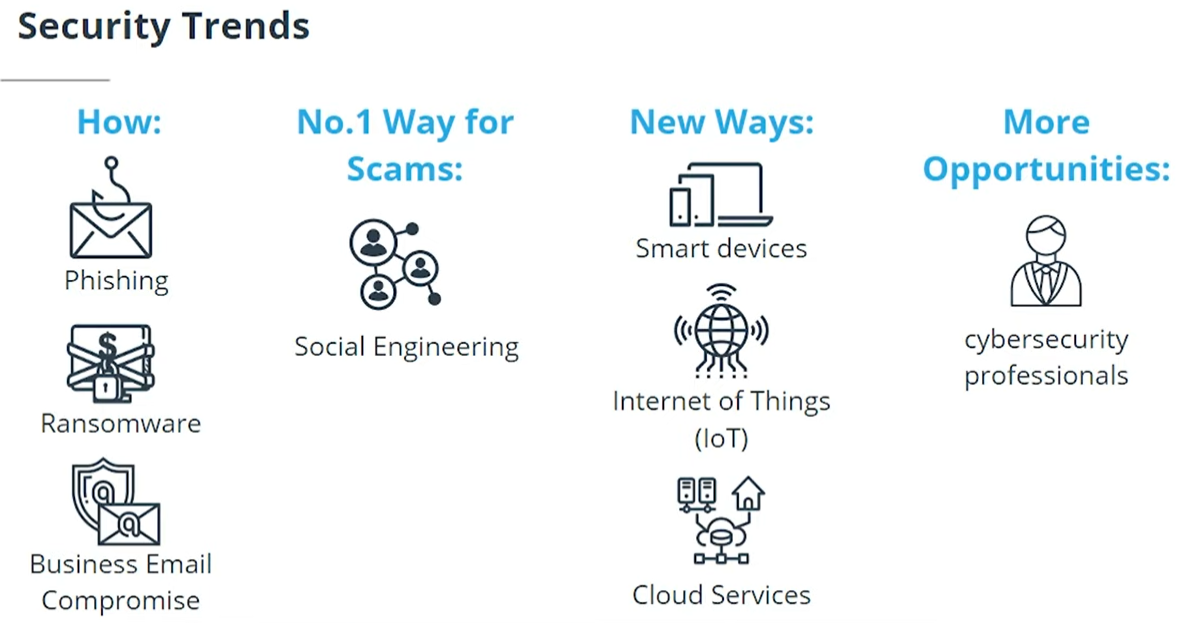 Security Trends
How:
Phishing
Ransomware
Business Email
Compromise
No.1 Way for
Scams:
Social Engineering
New Ways:
Smart devices
Internet of Things
(IoT)
Cloud Services
More
Opportunities:
cybersecurity
professionals